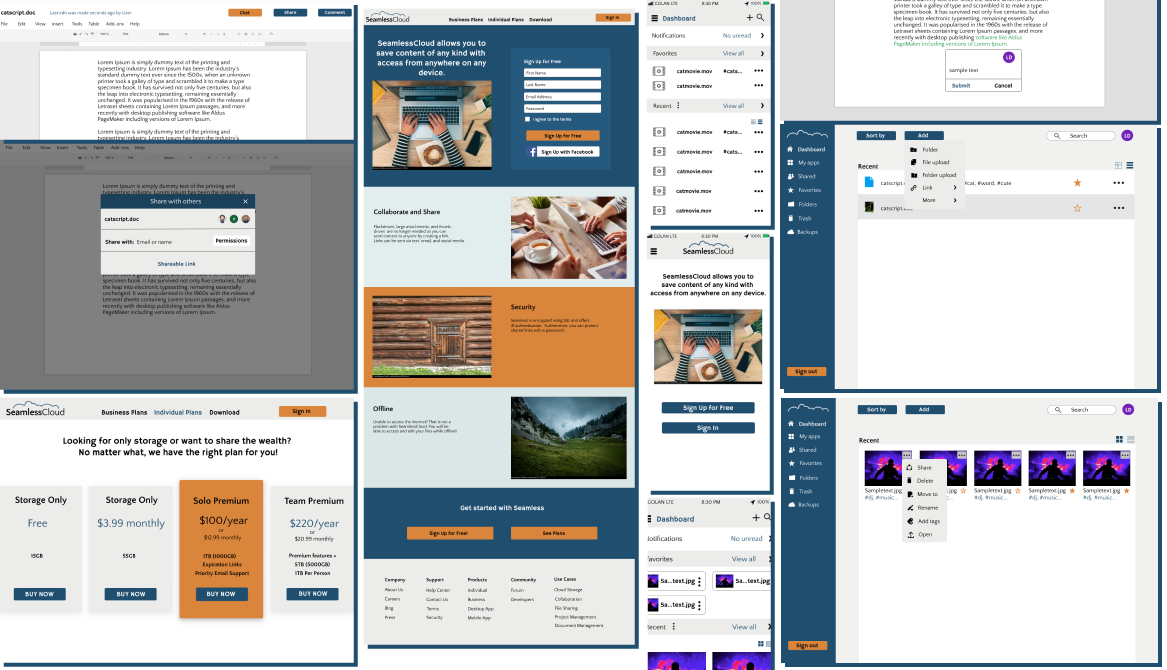 catscript.doc
Last edit was made seconds ago by User
Chat
Share
Comment
File Edit View Insert Tools Table Add-ons Help
Lorem Ipsum is simply dummy text of the printing and
typesetting industry. Lorem Ipsum has been the industry's
standard dummy text ever since the 1500s, when an unknown
printer took a galley of type and scrambled it to make a type
specimen book. It has survived not only five centuries, but also
the leap into electronic typesetting, remaining essentially
unchanged. It was popularised in the 1960s with the release of
Letraset sheets containing Lorem Ipsum passages, and more
recently with desktop publishing software like Aldus
PageMaker including versions of Lorem Ipsum.
Lorem Ipsum is simply dummy text of the printing and
typesetting industry. Lorem Ipsum has been the industry's
File Edit View Insert Tools Table Add-ons Help
Lorem Ipsum is simply dummy text of the printing and
typesetting industry. Lorem Ipsum has been the industry's
Share with others
catscript.doc
Share with:
Email or name
Permissions
Shareable Link
printer took a galley of type and scrambled it to make a type
specimen book. It has survived not only five centuries, but also
the leap into electronic typesetting, remaining essentially
unchanged. It was popularised in the 1960s with the release of
Letraset sheets containing Lorem Ipsum passages, and more
recently with desktop publishing software like Aldus
PageMaker including versions of Lorem Ipsum.
SeamlessCloud
Business Plans Individual Plans Download
Sign In
Looking for only storage or want to share the wealth?
No matter what, we have the right plan for you!
Storage Only
Free
15GB
BUY NOW
Storage Only
$3.99 monthly
55GB
BUY NOW
Solo Premium
$100/year
or
$12.99 monthly
1TB (1000GB)
Expiration Links
Priority Email Support
BUY NOW
Team Premium
$220/year
or
$20.99 monthly
Premium features +
5TB (5000GB)
1TB Per Person
BUY NOW
SeamlessCloud
Business Plans Individual Plans Download
Sign In
SeamlessCloud allows you to
save content of any kind with
access from anywhere on any
device.
Sign Up for Free
First Name
Last Name
Email Address
Password
I agree to the terms
Sign Up for Free
Sign Up with Facebook
Collaborate and Share
Flashdrives, large attachments, and thumb
drives are no longer needed as you can
send content to anyone by creating a link.
Links can be sent via text, email, and social media.
Security
Seamless is encrypted using
2f authentication. Furthermore, you can protect
shared links with a password.
Offline
Unable to access the internet? That is not a
problem with SeamlessCloud. You will be
able to access and edit your files while offline!
Get started with Seamless
Sign Up for Free!
See Plans
Company
About Us
Careers
Blog
Press
Support
Help Center
Contact Us
Terms
Security
Products
Individual
Business
Desktop App
Mobile App
Community
Forum
Developers
Use Cases
Cloud Storage
Collaboration
File Sharing
Project Management
Document Management
GOLAN LTE 8:30 PM 100%
Dashboard
Notifications No unread
Favorites View all
catmovie.mov #cats...
catmovie.mov
Recent View all
catmovie.mov #cats...
catmovie.mov #cats...
catmovie.mov
catmovie.mov
catmovie.mov
GOLAN LTE 8:30 PM 100%
SeamlessCloud
SeamlessCloud allows you to
save content of any kind with
access from anywhere on any device.
Sign Up for Free
Sign In
GOLAN LTE 8:30 PM 100%
Dashboard
Notifications No unread
Favorites View all
Sa...text.jpg
Sa...text.jpg
Sa...text.jpg
Recent View all
printer took a galley of type and scrambled it to make a type
specimen book. It has survived not only five centuries, but also
the leap into electronic typesetting, remaining essentially
unchanged. It was popularised in the 1960s with the release of
Letraset sheets containing Lorem Ipsum passages, and more
recently with desktop publishing software like Aldus
PageMaker including versions of Lorem Ipsum.
LD
sample text
Submit
Cancel
Dashboard
My apps
Shared
Favorites
Folders
Trash
Backups
Sign out
Sort by
Add
Search
LD
Folder
File upload
Folder upload
Link
More
Recent
catscript. #cat, #word, #cute
catscript.
Dashboard
My apps
Shared
Favorites
Folders
Trash
Backups
Sign out
Sort by
Add
Search
LD
Recent
Share
Delete
Move to
Rename
Add tags
Open
Sampletext.jpg
#dj, #music...
Sampletext.jpg
#dj, #music...
Sampletext.jpg
#dj, #music...
Sampletext.jpg
#dj, #music...